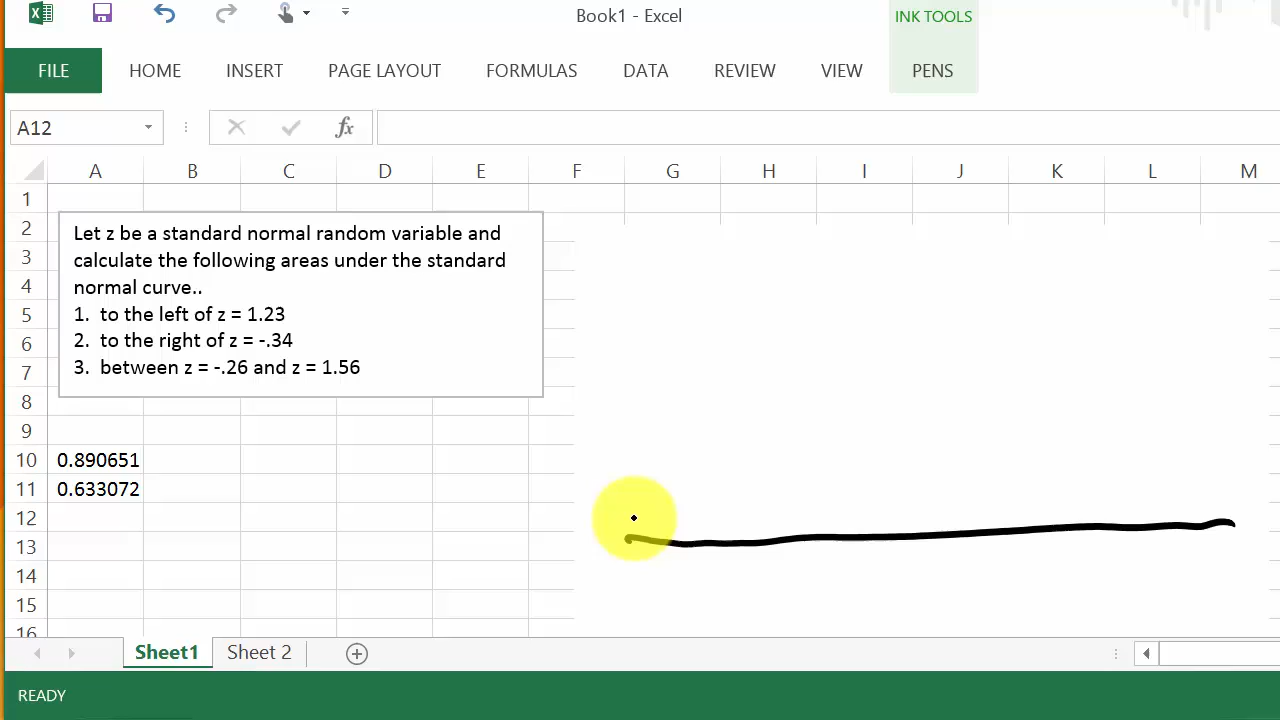 Book1 - Excel
INK TOOLS
FILE HOME INSERT PAGE LAYOUT FORMULAS DATA REVIEW VIEW PENS
A12 fx
A B C D E F G H I J K L M
1
2
3
4
5
6
7
8
9
10
11
12
13
14
15
16
Let z be a standard normal random variable and
calculate the following areas under the standard
normal curve..
1. to the left of z = 1.23
2. to the right of z = -.34
3. between z = -.26 and z = 1.56
0.890651
0.633072
Sheet1 Sheet 2
READY